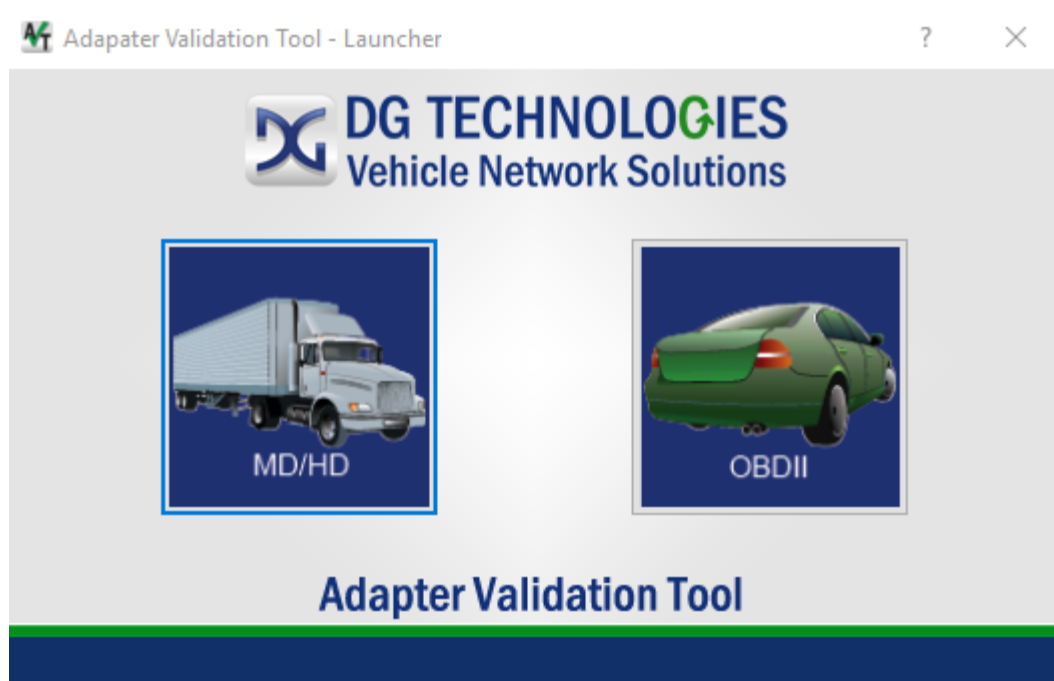 Adapater Validation Tool - Launcher
?
DG TECHNOLOGIES
Vehicle Network Solutions
MD/HD
OBDII
Adapter Validation Tool